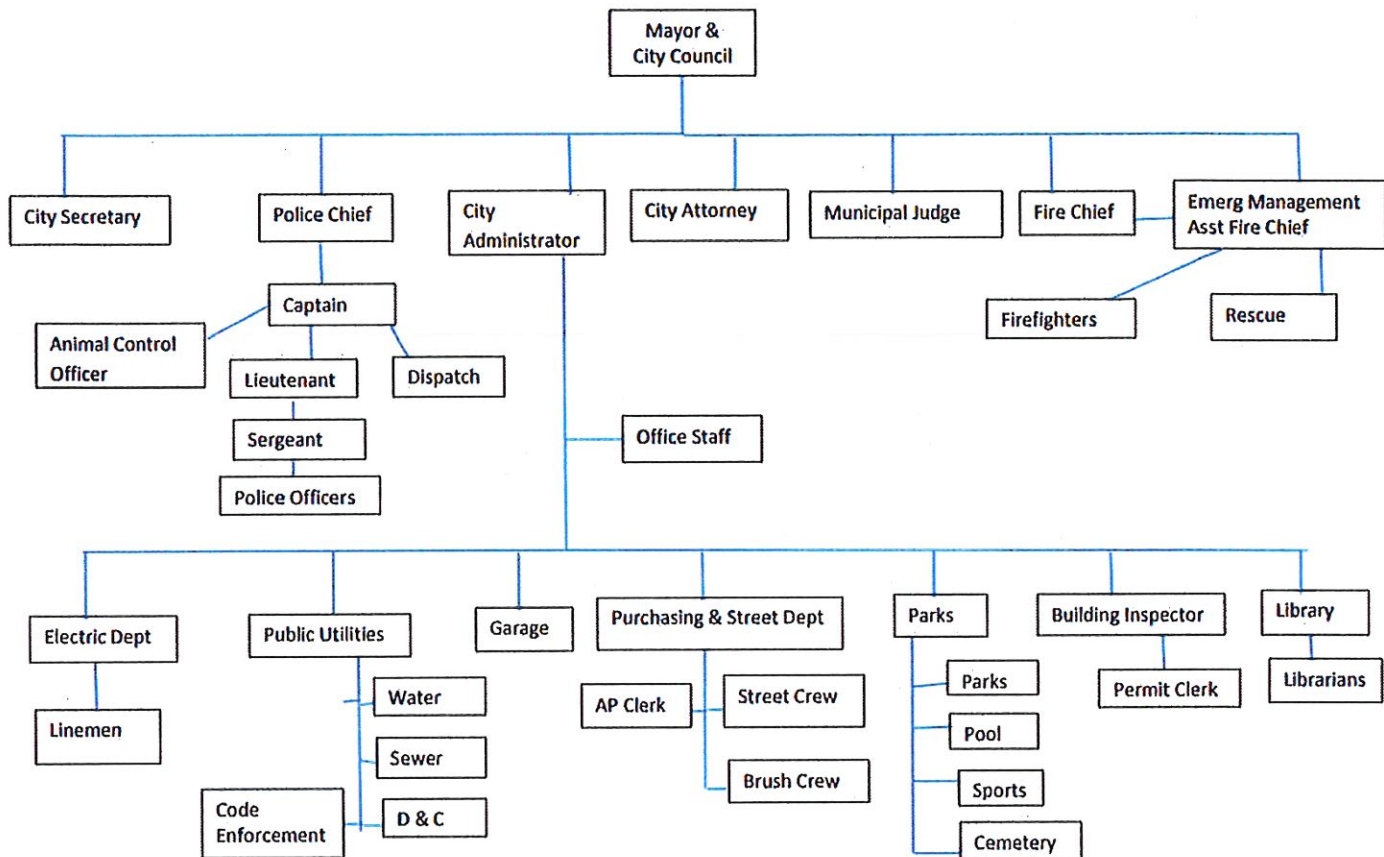 Mayor &
City Council
City Secretary
Police Chief
City
Administrator
City Attorney
Municipal Judge
Fire Chief
Emerg Management
Asst Fire Chief
Captain
Animal Control
Officer
Lieutenant
Dispatch
Sergeant
Police Officers
Firefighters
Rescue
Office Staff
Electric Dept
Linemen
Public Utilities
Water
Sewer
Code
Enforcement
D & C
Garage
Purchasing & Street Dept
AP Clerk
Street Crew
Brush Crew
Parks
Parks
Pool
Sports
Cemetery
Building Inspector
Permit Clerk
Library
Librarians